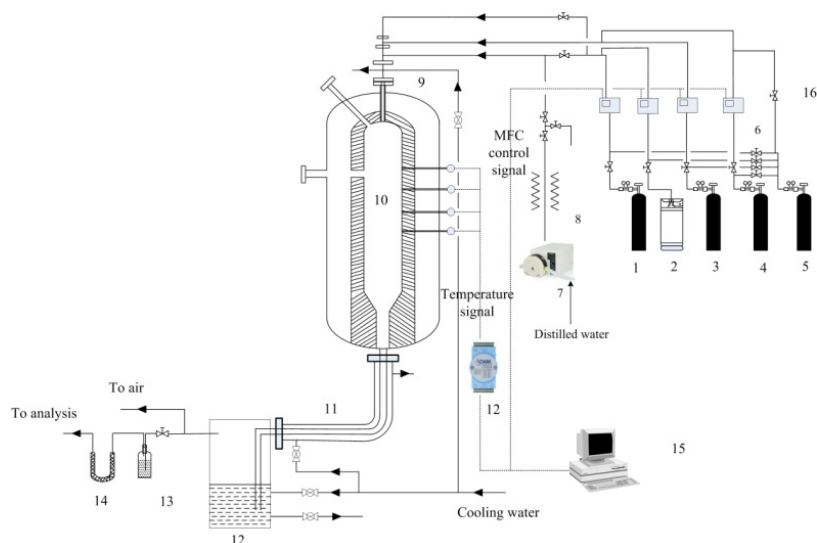 9
16
MFC
control
signal
6
10
8
1
2
3
4
5
7
Temperature
signal
Distilled water
To air
11
12
To analysis
15
14
13
Cooling water
12